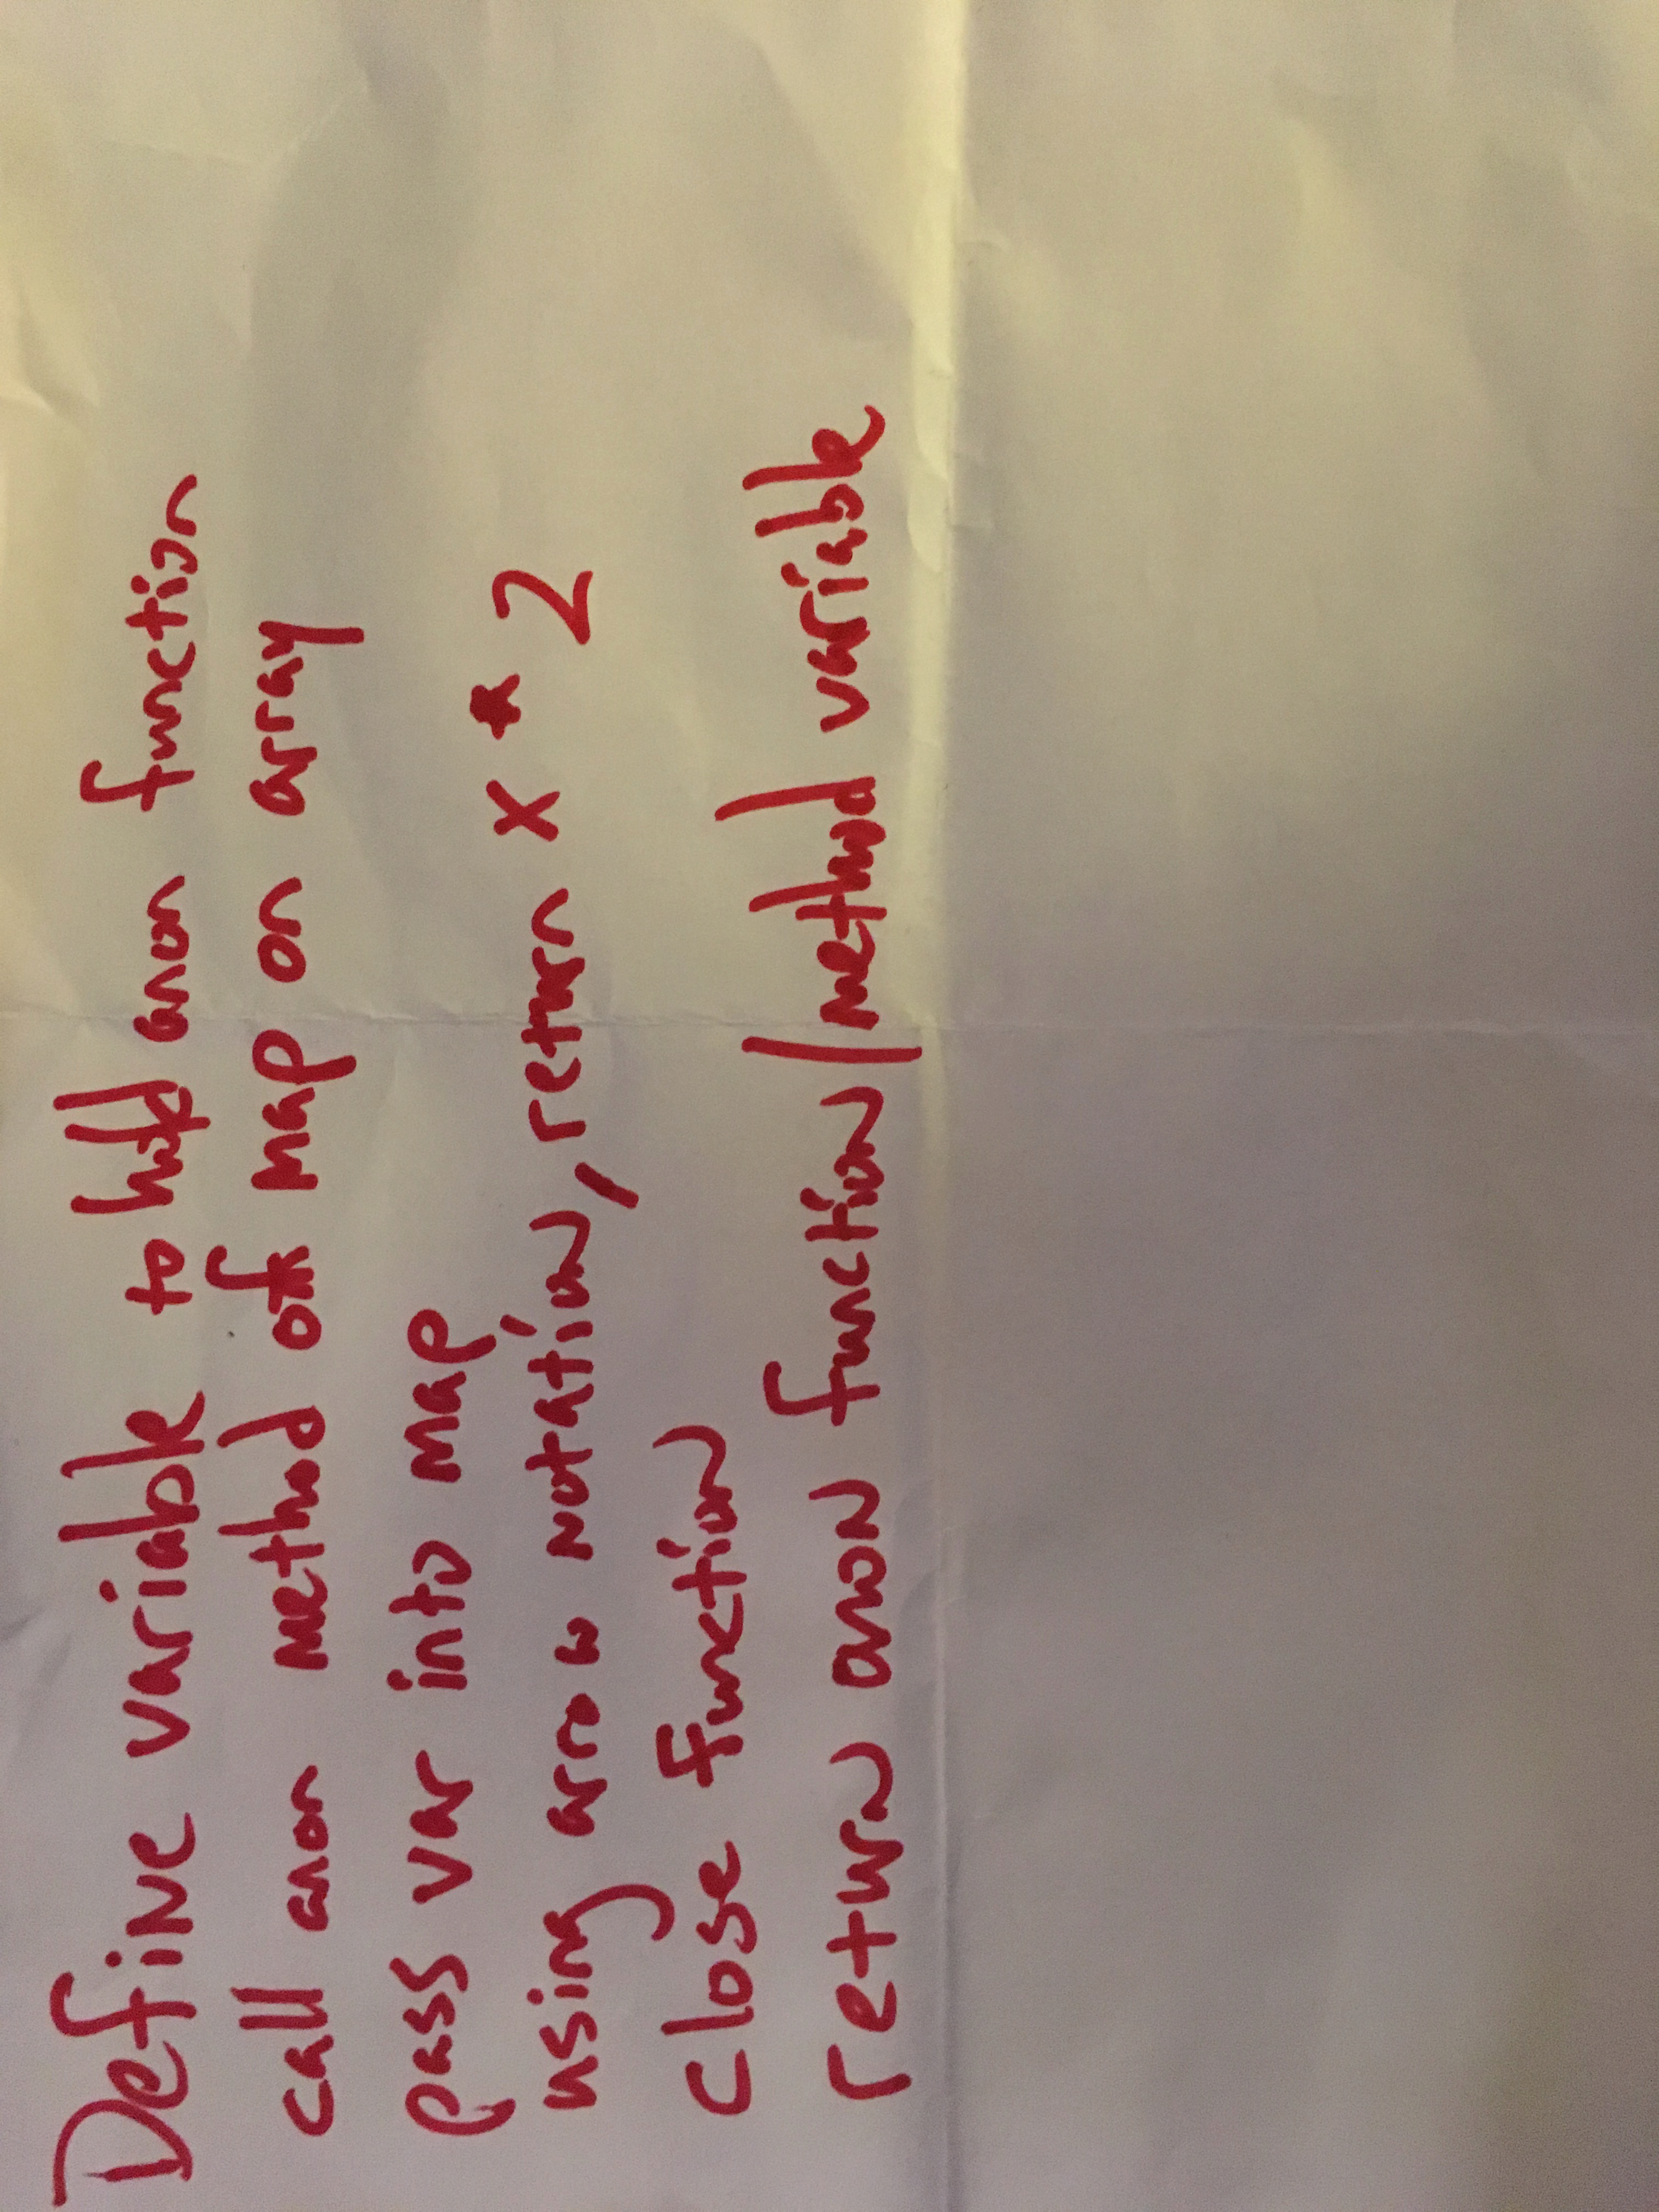 Define variable to hold anon function
call anon method of map on array
pass var into map
using arrow notation, return x * 2
close function
return anon function/method variable